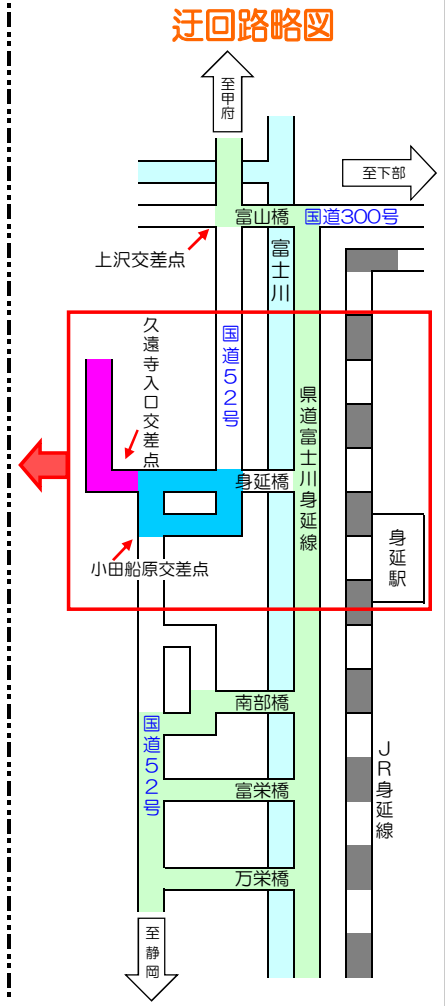 迂回路略図
至甲府
至下部
富山橋
国道300号
上沢交差点
富士川
久遠寺入口交差点
国道52号
県道富士川身延線
身延橋
身延駅
小田船原交差点
南部橋
国道52号
JR身延線
富栄橋
万栄橋
至静岡